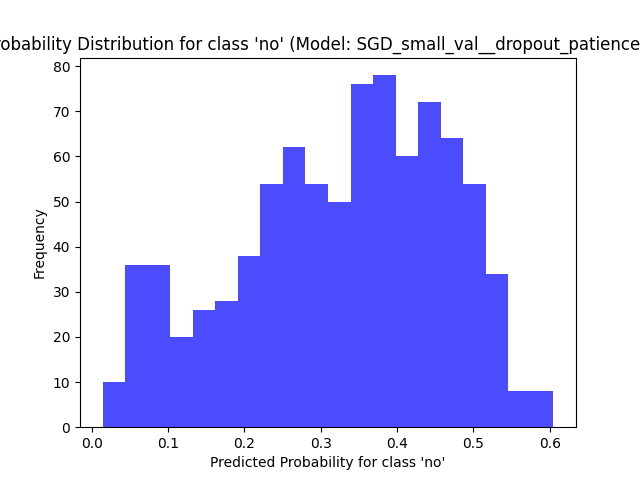 obability Distribution for class 'no' (Model: SGD_small_val__dropout_patience
80
70
60
50
40
30
20
10
0
Frequency
0.0 0.1 0.2 0.3 0.4 0.5 0.6
Predicted Probability for class 'no'